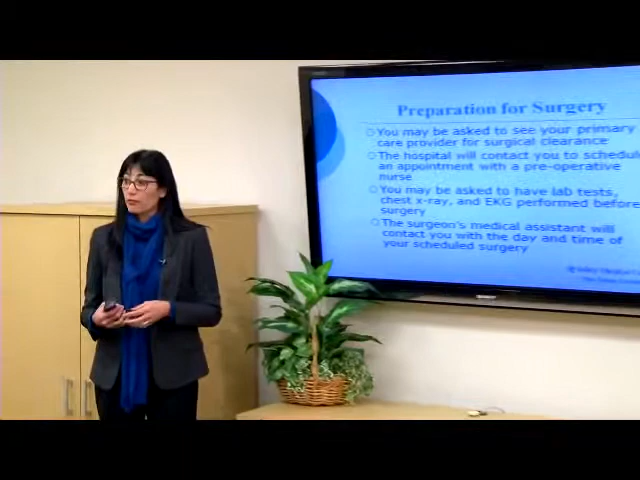 Preparation for Surgery
You may be asked to see your primary
care provider for surgical clearance
The hospital will contact you to schedul
an appointment with a pre-operative
nurse
You may be asked to have lab tests,
chest x-ray, and EKG performed before
surgery
The surgeon's medical assistant will
contact you with the day and time of
your scheduled surgery